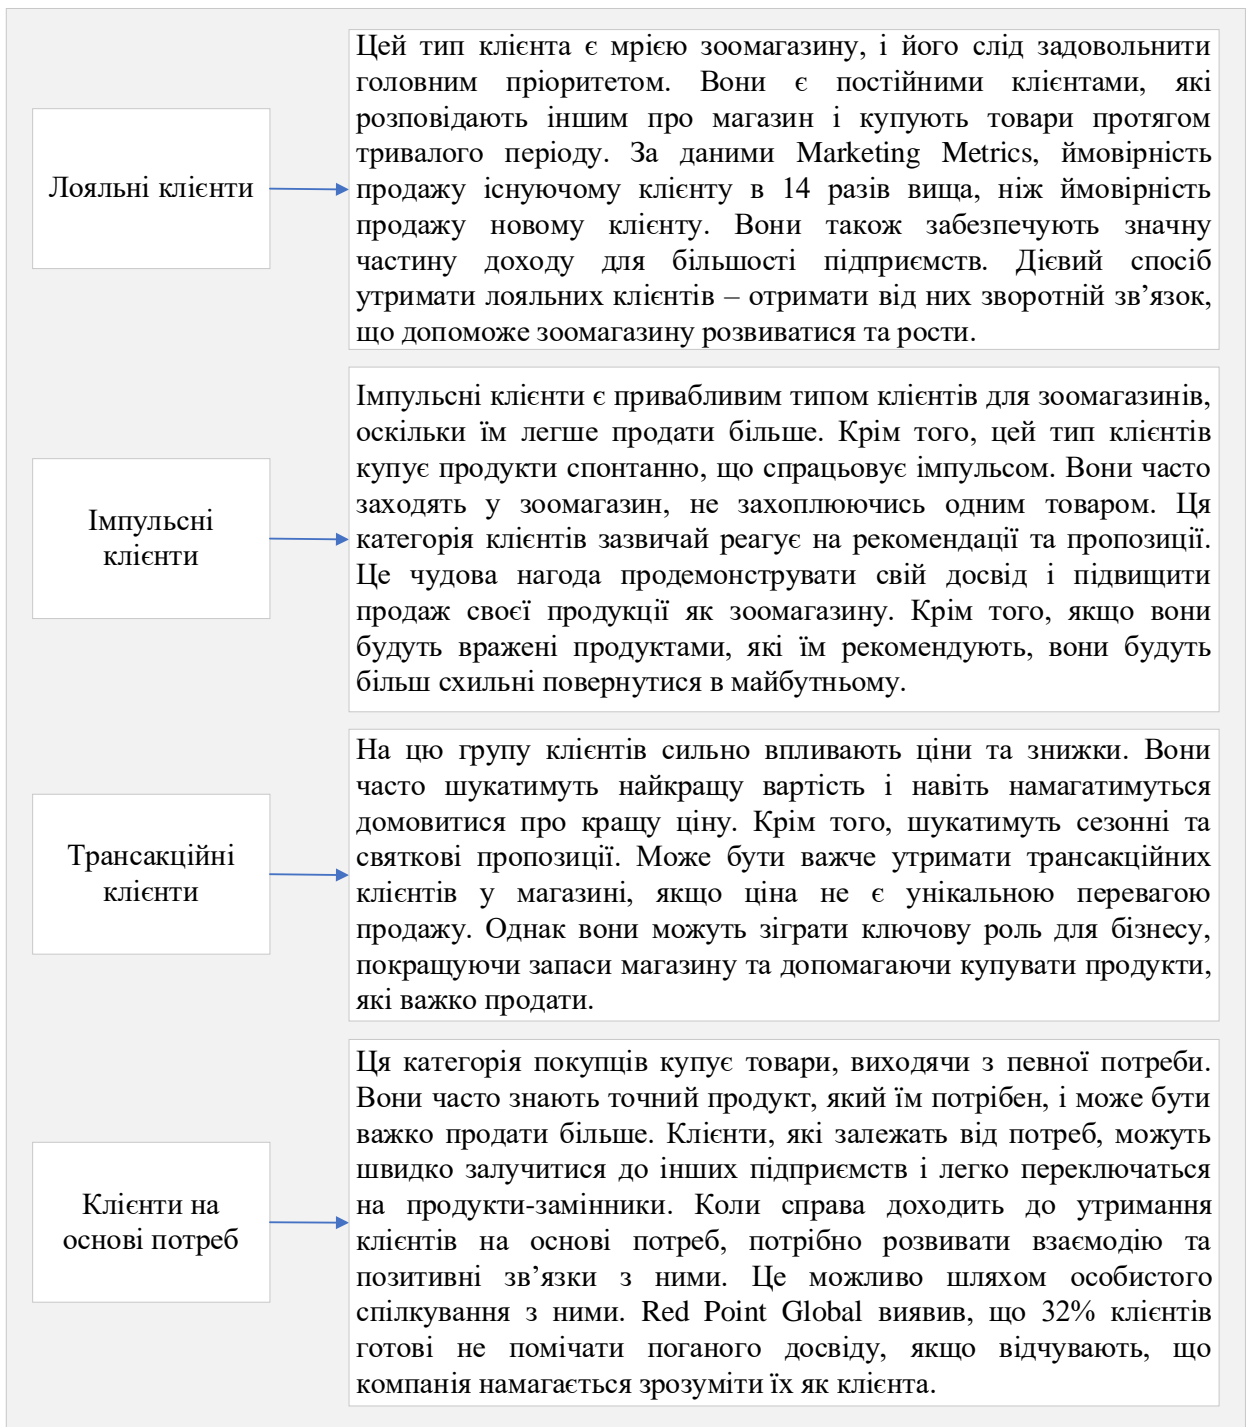 Лояльні клієнти
Цей тип клієнта є мрією зоомагазину, і його слід задовольнити
головним пріоритетом. Вони є постійними клієнтами, які
розповідають іншим про магазин і купують товари протягом
тривалого періоду. За даними Marketing Metrics, ймовірність
продажу існуючому клієнту в 14 разів вища, ніж ймовірність
продажу новому клієнту. Вони також забезпечують значну
частину доходу для більшості підприємств. Дієвий спосіб
утримати лояльних клієнтів – отримати від них зворотній зв’язок,
що допоможе зоомагазину розвиватися та рости.
Імпульсні
клієнти
Імпульсні клієнти є привабливим типом клієнтів для зоомагазинів,
оскільки їм легше продати більше. Крім того, цей тип клієнтів
купує продукти спонтанно, що спрацьовує імпульсом. Вони часто
заходять у зоомагазин, не захоплюючись одним товаром. Ця
категорія клієнтів зазвичай реагує на рекомендації та пропозиції.
Це чудова нагода продемонструвати свій досвід і підвищити
продаж своєї продукції як зоомагазину. Крім того, якщо вони
будуть вражені продуктами, які їм рекомендують, вони будуть
більш схильні повернутися в майбутньому.
Трансакційні
клієнти
На цю групу клієнтів сильно впливають ціни та знижки. Вони
часто шукатимуть найкращу вартість і навіть намагатимуться
домовитися про кращу ціну. Крім того, шукатимуть сезонні та
святкові пропозиції. Може бути важче утримати трансакційних
клієнтів у магазині, якщо ціна не є унікальною перевагою
продажу. Однак вони можуть зіграти ключову роль для бізнесу,
покращуючи запаси магазину та допомагаючи купувати продукти,
які важко продати.
Клієнти на
основі потреб
Ця категорія покупців купує товари, виходячи з певної потреби.
Вони часто знають точний продукт, який їм потрібен, і може бути
важко продати більше. Клієнти, які залежать від потреб, можуть
швидко залучитися до інших підприємств і легко переключаться
на продукти-замінники. Коли справа доходить до утримання
клієнтів на основі потреб, потрібно розвивати взаємодію та
позитивні зв’язки з ними. Це можливо шляхом особистого
спілкування з ними. Red Point Global виявив, що 32% клієнтів
готові не помічати поганого досвіду, якщо відчувають, що
компанія намагається зрозуміти їх як клієнта.